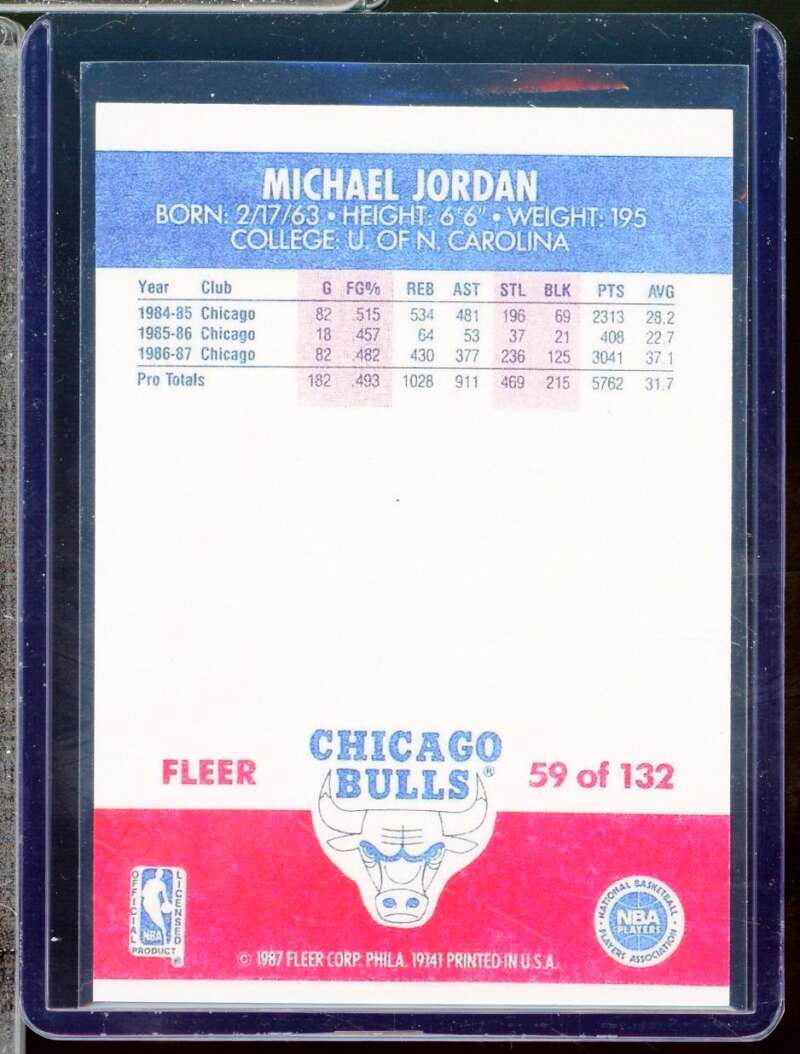 MICHAEL JORDAN
BORN: 2/17/63 • HEIGHT: 6'6" • WEIGHT: 195
COLLEGE: U. OF N. CAROLINA
Year Club G FG% REB AST STL BLK PTS AVG
1984-85 Chicago 82 .515 534 481 196 69 2313 28.2
1985-86 Chicago 18 .457 64 53 37 21 408 22.7
1986-87 Chicago 82 .482 430 377 236 125 3041 37.1
Pro Totals 182 .493 1028 911 469 215 5762 31.7
CHICAGO
BULLS®
FLEER
59 of 132
OFFICIAL
LICENSED
NBA
PRODUCT
®
NATIONAL BASKETBALL
NBA
PLAYERS
PLAYERS ASSOCIATION
© 1987 FLEER CORP. PHILA. 19141 PRINTED IN U.S.A.